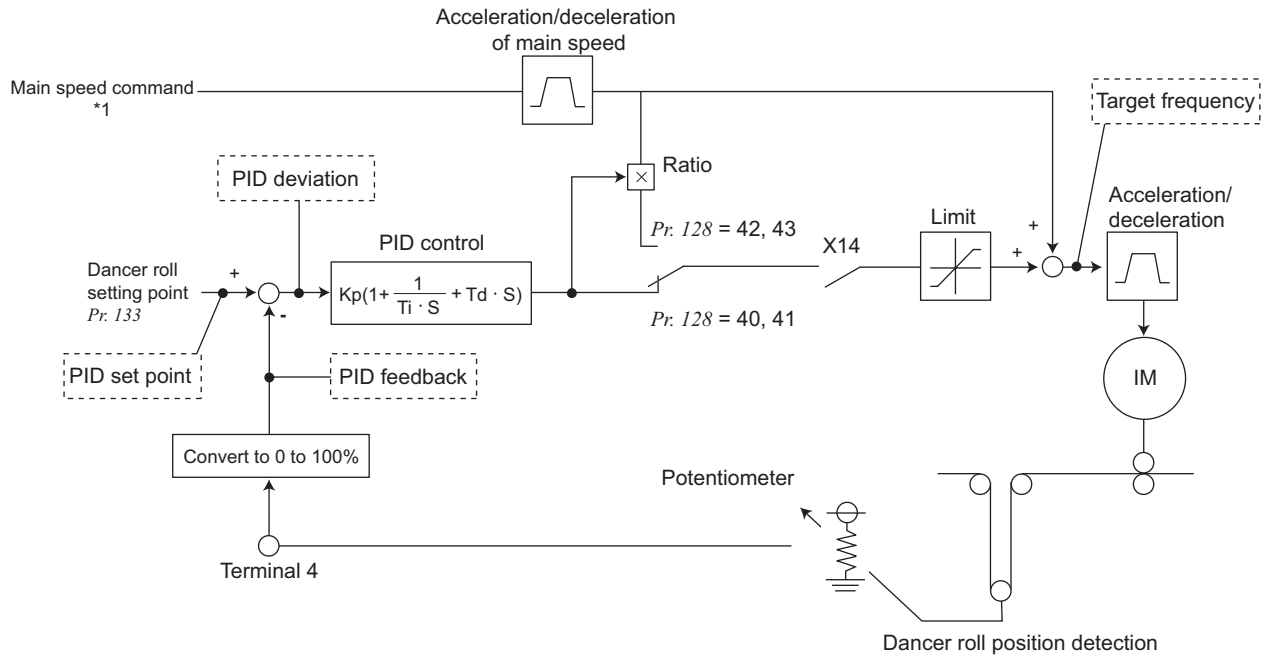 Acceleration/deceleration
of main speed
Main speed command
*1
Target frequency
PID deviation
× Ratio
Acceleration/
deceleration
Pr. 128 = 42, 43
Limit
PID control
X14
+
+
Dancer roll
setting point
Pr. 133
+
-
Kp(1+ 1/(Ti · S) + Td · S)
Pr. 128 = 40, 41
PID set point
PID feedback
IM
Convert to 0 to 100%
Potentiometer
Terminal 4
Dancer roll position detection